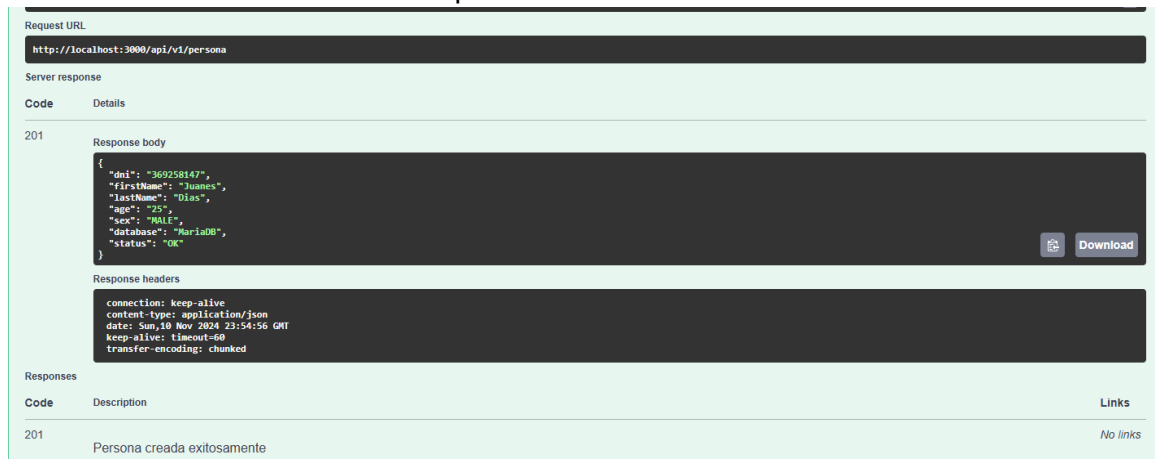 Request URL
http://localhost:3000/api/v1/persona
Server response
Code Details
201
Response body
{
"dni": "369258147",
"firstName": "Juanes",
"lastName": "Dias",
"age": "25",
"sex": "MALE",
"database": "MariaDB",
"status": "OK"
}
Download
Response headers
connection: keep-alive
content-type: application/json
date: Sun,10 Nov 2024 23:54:56 GMT
keep-alive: timeout=60
transfer-encoding: chunked
Responses
Code Description Links
201 No links
Persona creada exitosamente